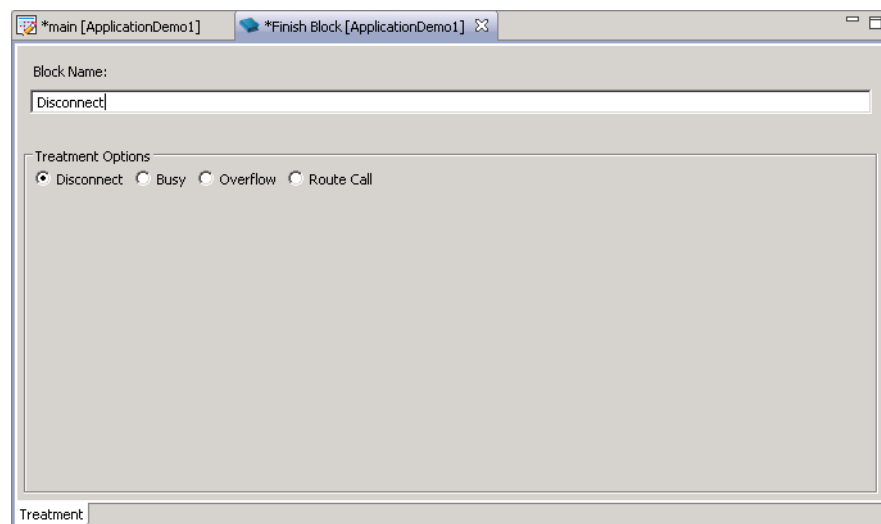 *main [ApplicationDemo1] *Finish Block [ApplicationDemo1]
Block Name:
Disconnect
Treatment Options
Disconnect Busy Overflow Route Call
Treatment